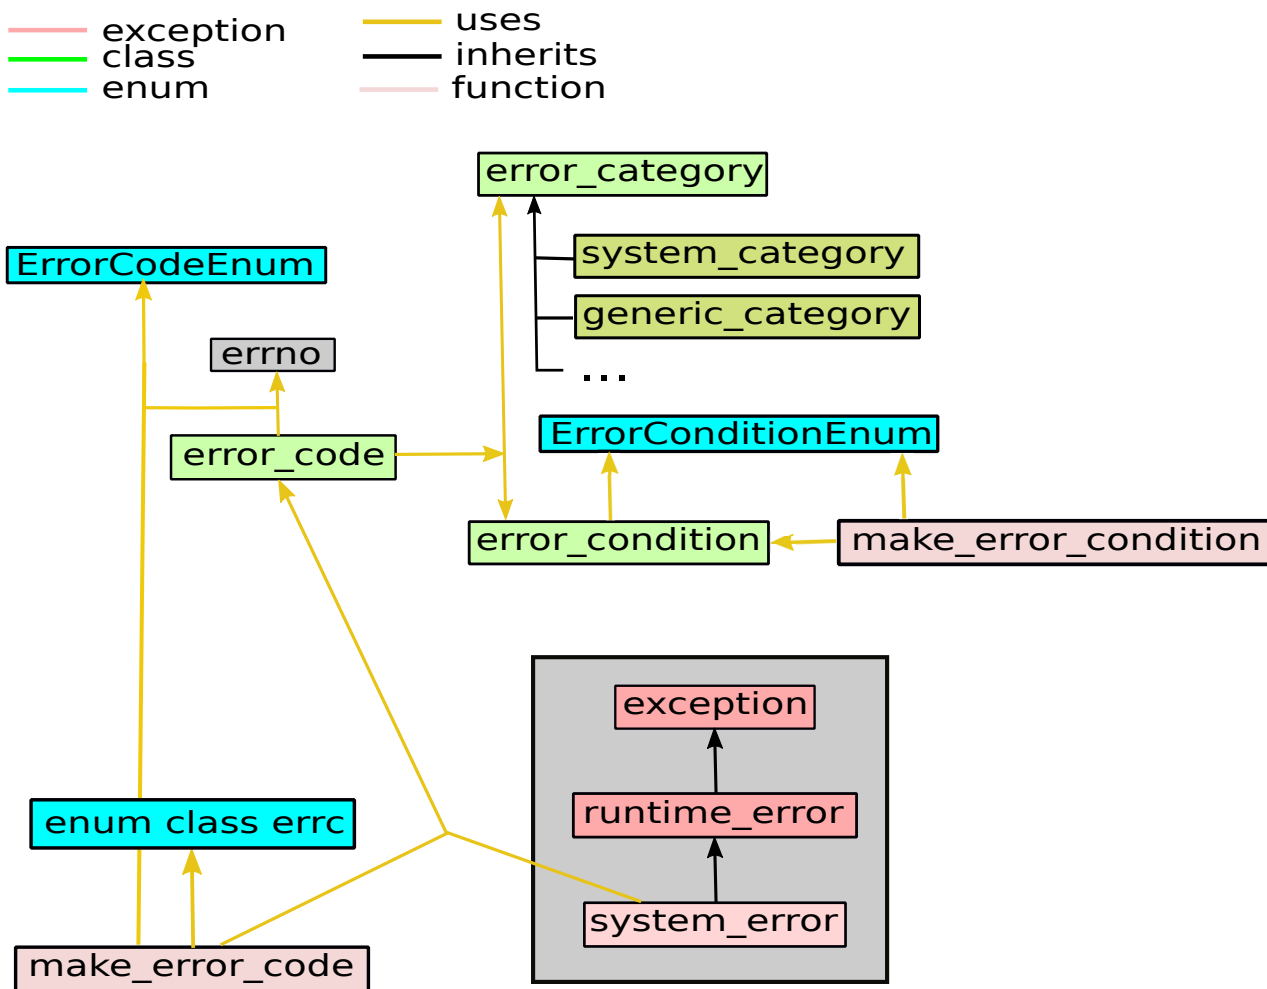 exception
class
enum
uses
inherits
function
error_category
system_category
generic_category
...
ErrorCodeEnum
errno
error_code
ErrorConditionEnum
error_condition
make_error_condition
exception
runtime_error
system_error
enum class errc
make_error_code